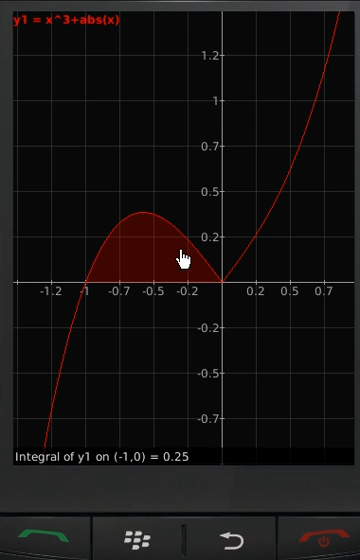 y1 = x^3+abs(x)
1.2
1
0.7
0.5
0.2
-1.2 -1 -0.7 -0.5 -0.2 0.2 0.5 0.7
-0.2
-0.5
-0.7
Integral of y1 on (-1,0) = 0.25